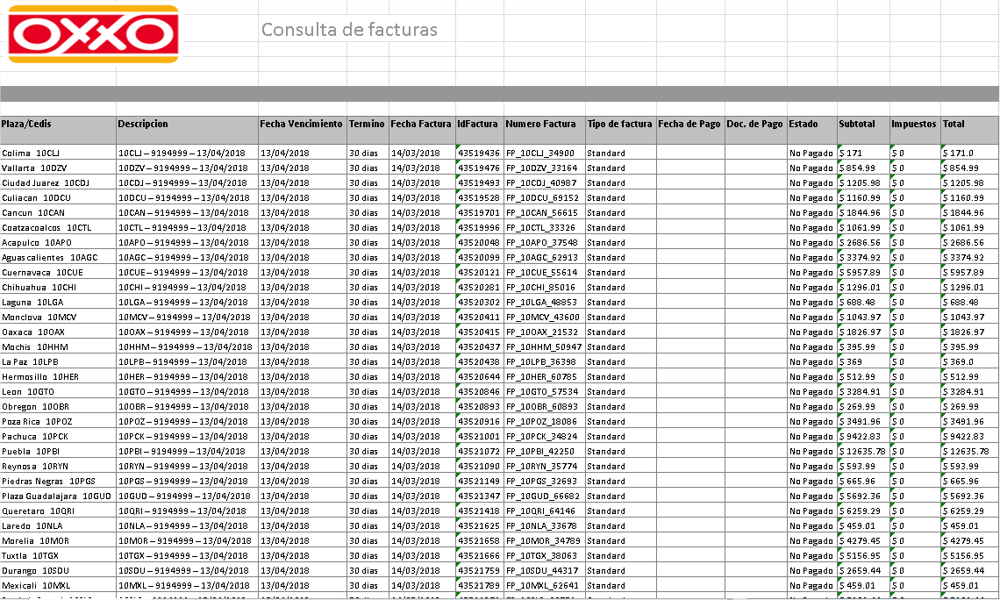 OXXO
Consulta de facturas
Plaza/Cedis Descripcion Fecha Vencimiento Termino Fecha Factura IdFactura Numero Factura Tipo de factura Fecha de Pago Doc. de Pago Estado Subtotal Impuestos Total
Colima 10CLJ 10CLJ – 9194999 – 13/04/2018 13/04/2018 30 dias 14/03/2018 43519436 FP_10CLJ_34900 Standard No Pagado $ 171 $ 0 $ 171.0
Vallarta 10DZV 10DZV – 9194999 – 13/04/2018 13/04/2018 30 dias 14/03/2018 43519476 FP_10DZV_33164 Standard No Pagado $ 854.99 $ 0 $ 854.99
Ciudad Juarez 10CDJ 10CDJ – 9194999 – 13/04/2018 13/04/2018 30 dias 14/03/2018 43519493 FP_10CDJ_40987 Standard No Pagado $ 1205.98 $ 0 $ 1205.98
Culiacan 10DCU 10DCU – 9194999 – 13/04/2018 13/04/2018 30 dias 14/03/2018 43519528 FP_10DCU_69152 Standard No Pagado $ 1160.99 $ 0 $ 1160.99
Cancun 10CAN 10CAN – 9194999 – 13/04/2018 13/04/2018 30 dias 14/03/2018 43519701 FP_10CAN_56615 Standard No Pagado $ 1844.96 $ 0 $ 1844.96
Coatzacoalcos 10CTL 10CTL – 9194999 – 13/04/2018 13/04/2018 30 dias 14/03/2018 43519996 FP_10CTL_33326 Standard No Pagado $ 1061.99 $ 0 $ 1061.99
Acapulco 10APO 10APO – 9194999 – 13/04/2018 13/04/2018 30 dias 14/03/2018 43520048 FP_10APO_37548 Standard No Pagado $ 2686.56 $ 0 $ 2686.56
Aguascalientes 10AGC 10AGC – 9194999 – 13/04/2018 13/04/2018 30 dias 14/03/2018 43520099 FP_10AGC_62913 Standard No Pagado $ 3374.92 $ 0 $ 3374.92
Cuernavaca 10CUE 10CUE – 9194999 – 13/04/2018 13/04/2018 30 dias 14/03/2018 43520121 FP_10CUE_55614 Standard No Pagado $ 5957.89 $ 0 $ 5957.89
Chihuahua 10CHI 10CHI – 9194999 – 13/04/2018 13/04/2018 30 dias 14/03/2018 43520281 FP_10CHI_85016 Standard No Pagado $ 1296.01 $ 0 $ 1296.01
Laguna 10LGA 10LGA – 9194999 – 13/04/2018 13/04/2018 30 dias 14/03/2018 43520302 FP_10LGA_48853 Standard No Pagado $ 688.48 $ 0 $ 688.48
Monclova 10MCV 10MCV – 9194999 – 13/04/2018 13/04/2018 30 dias 14/03/2018 43520411 FP_10MCV_43600 Standard No Pagado $ 1043.97 $ 0 $ 1043.97
Oaxaca 10OAX 10OAX – 9194999 – 13/04/2018 13/04/2018 30 dias 14/03/2018 43520415 FP_10OAX_21532 Standard No Pagado $ 1826.97 $ 0 $ 1826.97
Mochis 10HHM 10HHM – 9194999 – 13/04/2018 13/04/2018 30 dias 14/03/2018 43520437 FP_10HHM_50947 Standard No Pagado $ 395.99 $ 0 $ 395.99
La Paz 10LPB 10LPB – 9194999 – 13/04/2018 13/04/2018 30 dias 14/03/2018 43520438 FP_10LPB_36398 Standard No Pagado $ 369 $ 0 $ 369.0
Hermosillo 10HER 10HER – 9194999 – 13/04/2018 13/04/2018 30 dias 14/03/2018 43520644 FP_10HER_60785 Standard No Pagado $ 512.99 $ 0 $ 512.99
Leon 10GTO 10GTO – 9194999 – 13/04/2018 13/04/2018 30 dias 14/03/2018 43520846 FP_10GTO_57534 Standard No Pagado $ 3284.91 $ 0 $ 3284.91
Obregon 10OBR 10OBR – 9194999 – 13/04/2018 13/04/2018 30 dias 14/03/2018 43520893 FP_10OBR_60893 Standard No Pagado $ 269.99 $ 0 $ 269.99
Poza Rica 10POZ 10POZ – 9194999 – 13/04/2018 13/04/2018 30 dias 14/03/2018 43520916 FP_10POZ_18086 Standard No Pagado $ 3491.96 $ 0 $ 3491.96
Pachuca 10PCK 10PCK – 9194999 – 13/04/2018 13/04/2018 30 dias 14/03/2018 43521001 FP_10PCK_34824 Standard No Pagado $ 9422.83 $ 0 $ 9422.83
Puebla 10PBI 10PBI – 9194999 – 13/04/2018 13/04/2018 30 dias 14/03/2018 43521072 FP_10PBI_42250 Standard No Pagado $ 12635.78 $ 0 $ 12635.78
Reynosa 10RYN 10RYN – 9194999 – 13/04/2018 13/04/2018 30 dias 14/03/2018 43521090 FP_10RYN_35774 Standard No Pagado $ 593.99 $ 0 $ 593.99
Piedras Negras 10PGS 10PGS – 9194999 – 13/04/2018 13/04/2018 30 dias 14/03/2018 43521149 FP_10PGS_32693 Standard No Pagado $ 665.96 $ 0 $ 665.96
Plaza Guadalajara 10GUD 10GUD – 9194999 – 13/04/2018 13/04/2018 30 dias 14/03/2018 43521347 FP_10GUD_66682 Standard No Pagado $ 5692.36 $ 0 $ 5692.36
Queretaro 10QRI 10QRI – 9194999 – 13/04/2018 13/04/2018 30 dias 14/03/2018 43521418 FP_10QRI_64146 Standard No Pagado $ 6259.29 $ 0 $ 6259.29
Laredo 10NLA 10NLA – 9194999 – 13/04/2018 13/04/2018 30 dias 14/03/2018 43521625 FP_10NLA_33678 Standard No Pagado $ 459.01 $ 0 $ 459.01
Morelia 10MOR 10MOR – 9194999 – 13/04/2018 13/04/2018 30 dias 14/03/2018 43521658 FP_10MOR_34789 Standard No Pagado $ 4279.45 $ 0 $ 4279.45
Tuxtla 10TGX 10TGX – 9194999 – 13/04/2018 13/04/2018 30 dias 14/03/2018 43521666 FP_10TGX_38063 Standard No Pagado $ 5156.95 $ 0 $ 5156.95
Durango 10SDU 10SDU – 9194999 – 13/04/2018 13/04/2018 30 dias 14/03/2018 43521759 FP_10SDU_44317 Standard No Pagado $ 2659.44 $ 0 $ 2659.44
Mexicali 10MXL 10MXL – 9194999 – 13/04/2018 13/04/2018 30 dias 14/03/2018 43521789 FP_10MXL_62641 Standard No Pagado $ 459.01 $ 0 $ 459.01